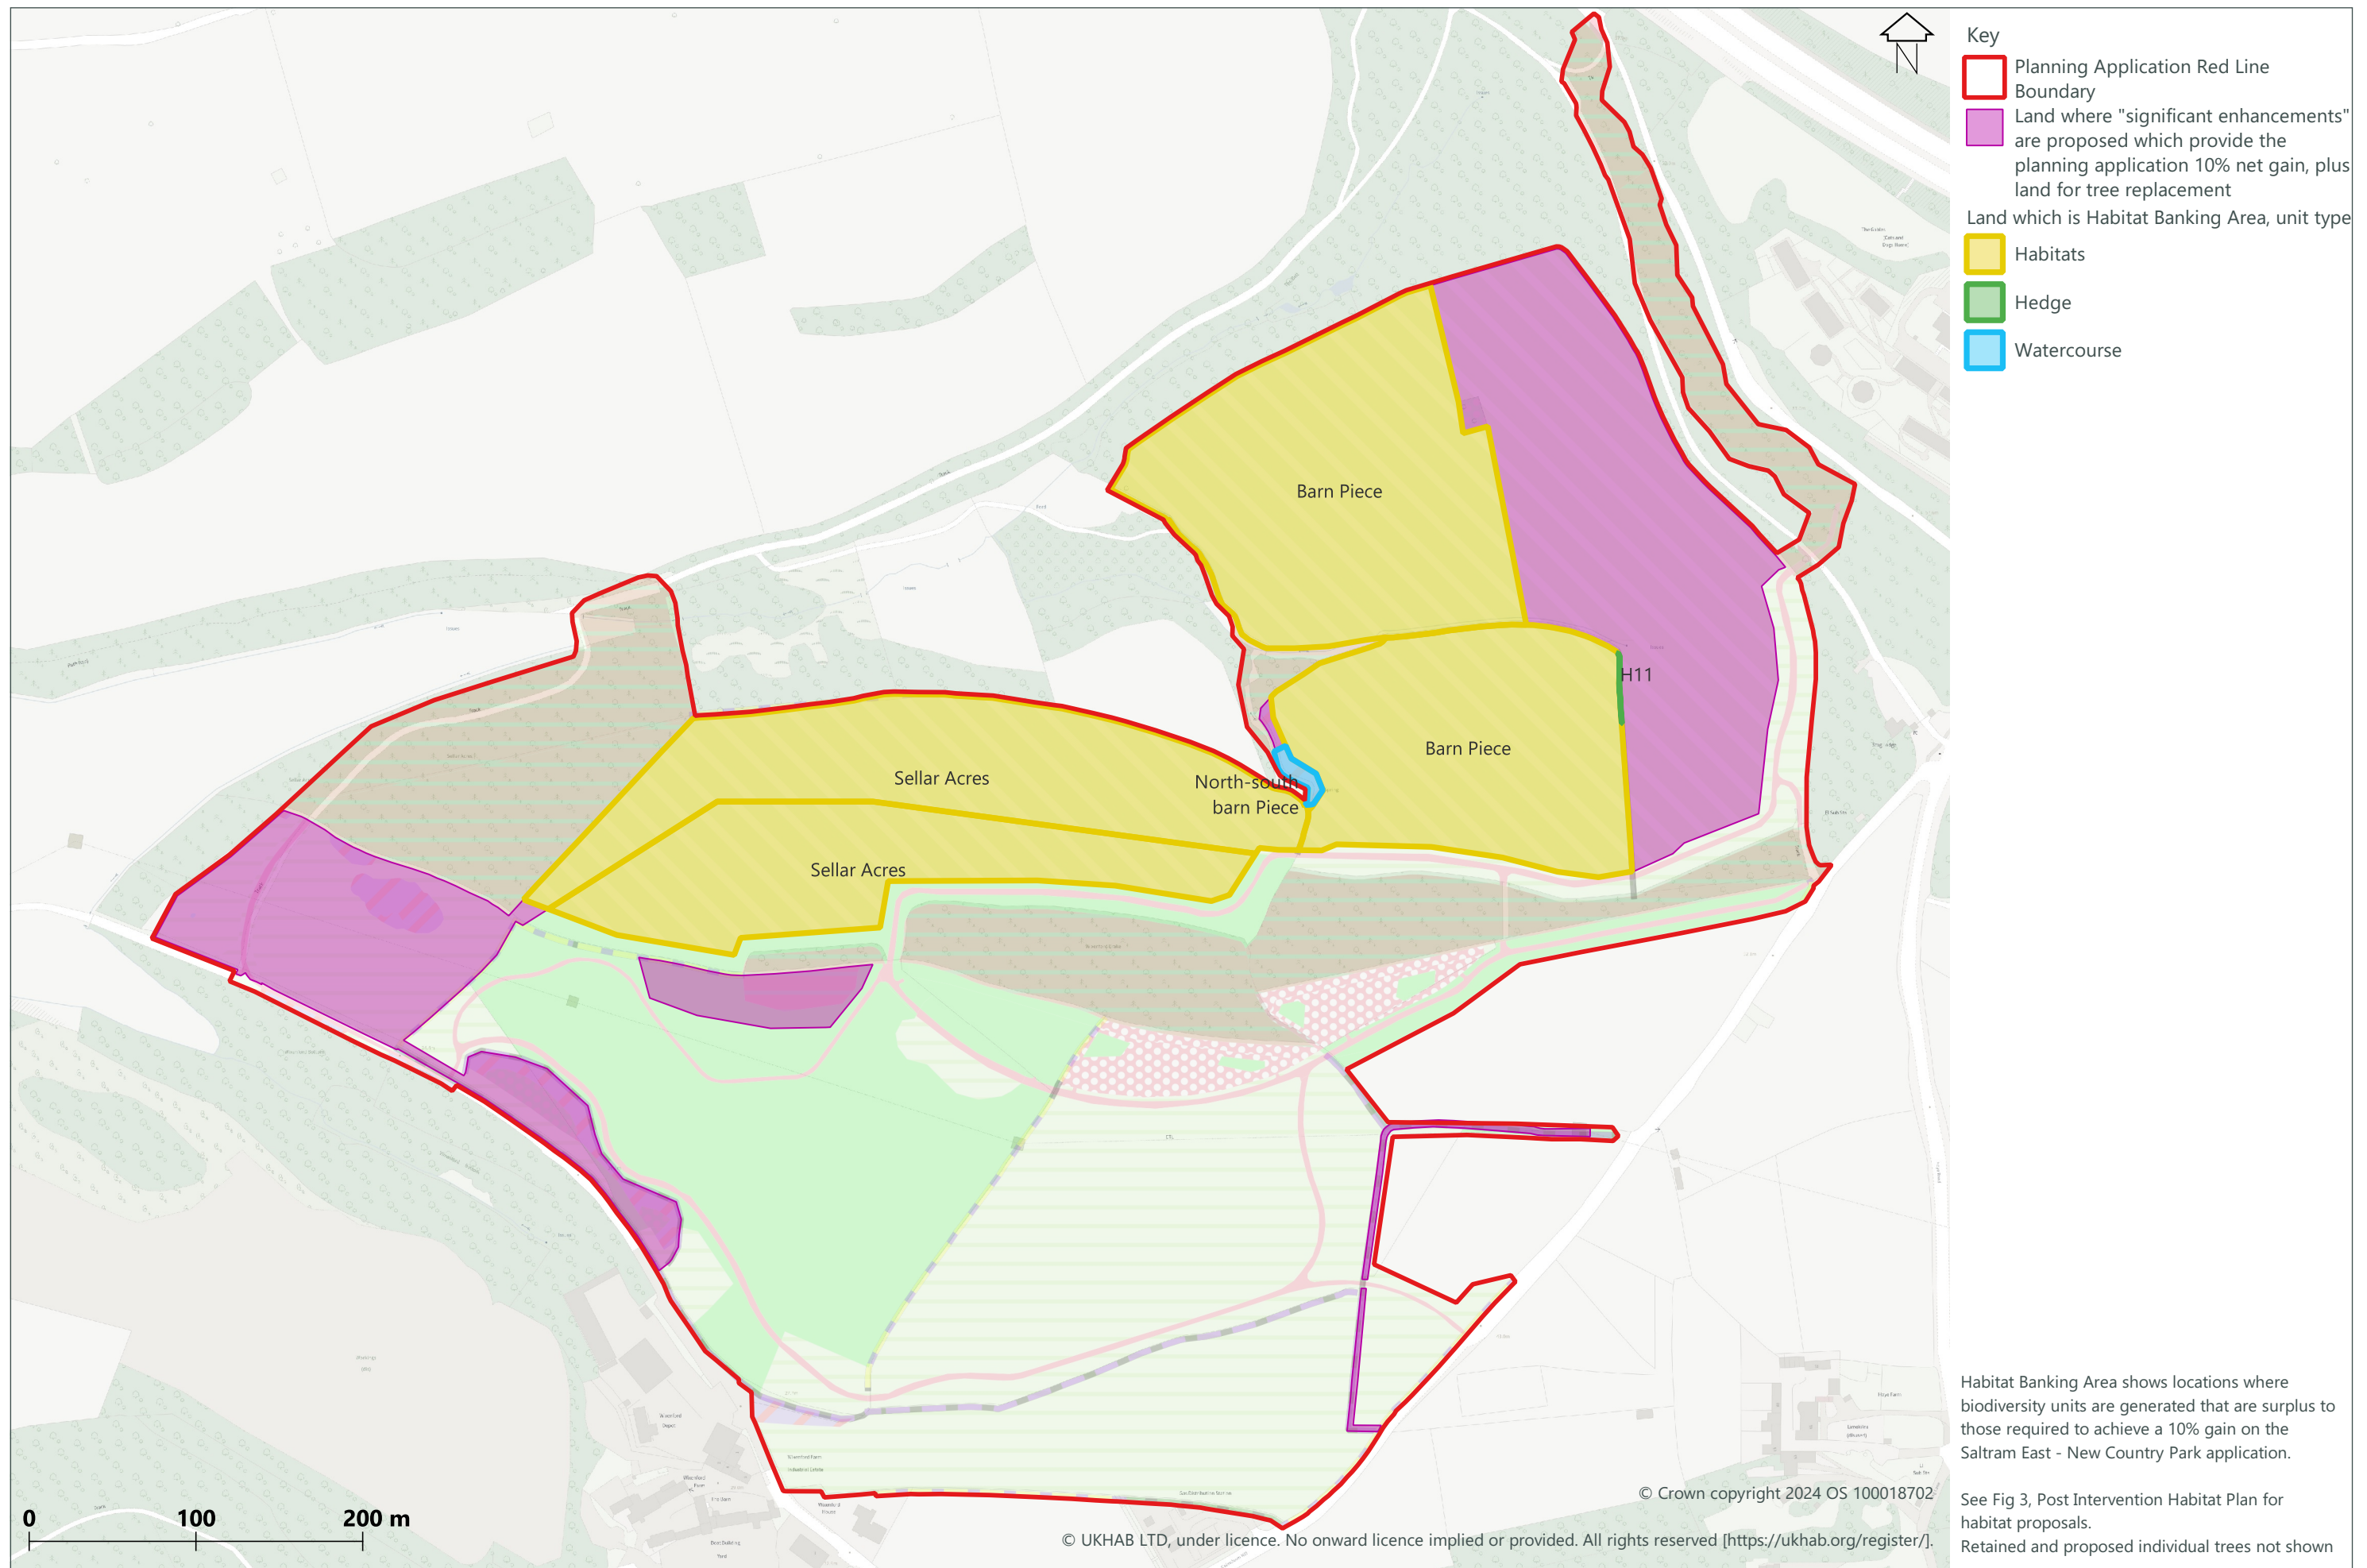 Key
Planning Application Red Line
Boundary
Land where "significant enhancements"
are proposed which provide the
planning application 10% net gain, plus
land for tree replacement
Land which is Habitat Banking Area, unit type
Habitats
Hedge
Watercourse
N
Barn Piece
H11
Barn Piece
Sellar Acres
North-south
barn Piece
Sellar Acres
Habitat Banking Area shows locations where
biodiversity units are generated that are surplus to
those required to achieve a 10% gain on the
Saltram East - New Country Park application.
See Fig 3, Post Intervention Habitat Plan for
habitat proposals.
Retained and proposed individual trees not shown
© Crown copyright 2024 OS 100018702
© UKHAB LTD, under licence. No onward licence implied or provided. All rights reserved [https://ukhab.org/register/].
0 100 200 m